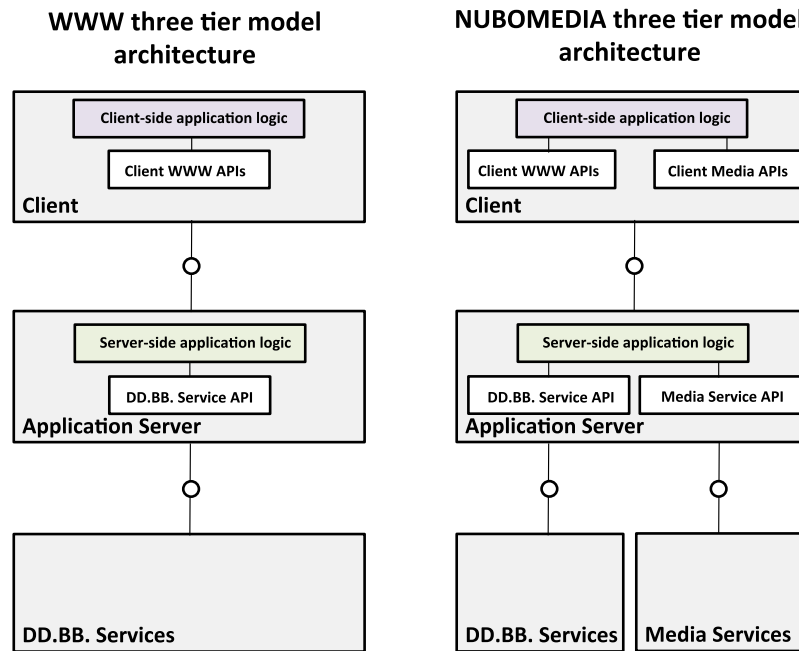 WWW three tier model
architecture
Client-side application logic
Client WWW APIs
Client
Server-side application logic
DD.BB. Service API
Application Server
DD.BB. Services
NUBOMEDIA three tier model
architecture
Client-side application logic
Client WWW APIs
Client Media APIs
Client
Server-side application logic
DD.BB. Service API
Media Service API
Application Server
DD.BB. Services
Media Services